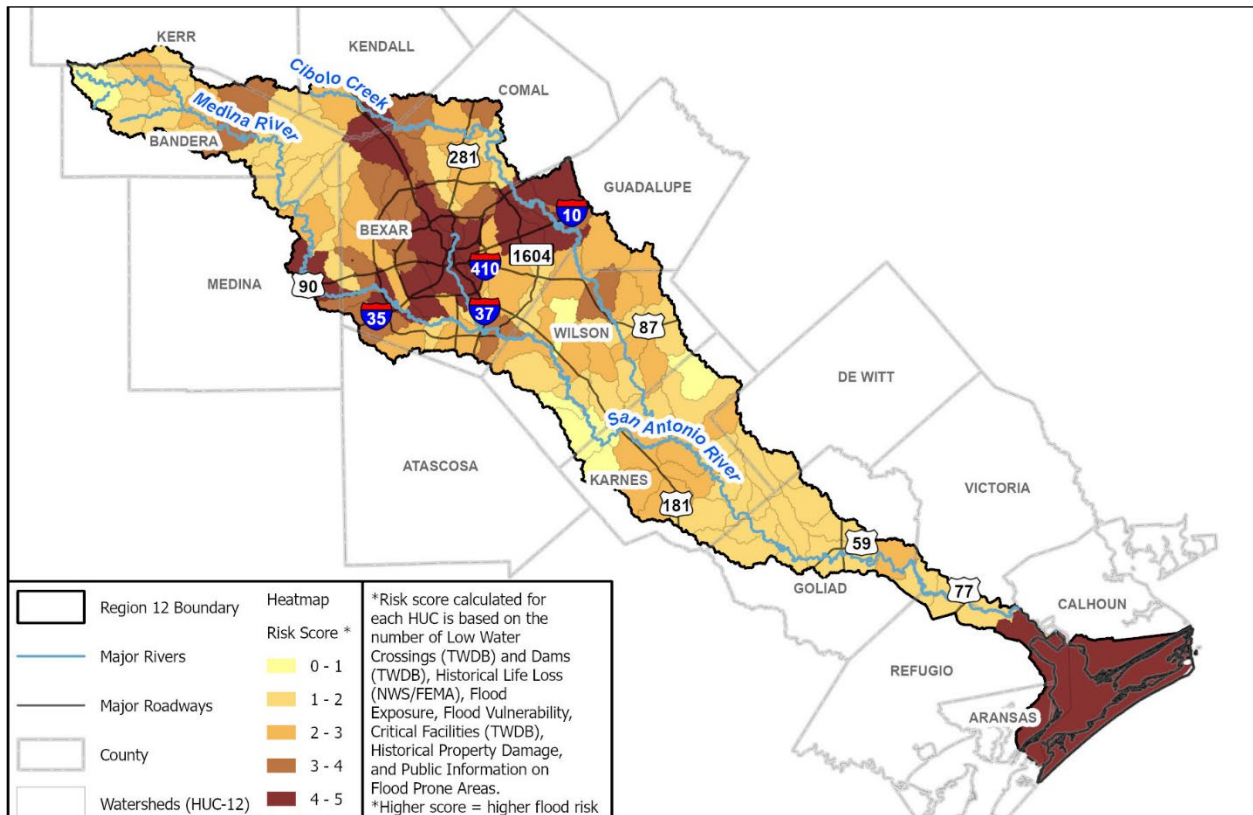 KERR
KENDALL
COMAL
Cibolo Creek
Medina River
BANDERA
281
GUADALUPE
10
BEXAR
1604
410
MEDINA
90
35
37
WILSON
87
DE WITT
San Antonio River
ATASCOSA
KARNES
VICTORIA
181
59
GOLIAD
77
CALHOUN
REFUGIO
ARANSAS
Region 12 Boundary
Major Rivers
Major Roadways
County
Watersheds (HUC-12)
Heatmap
Risk Score *
0 - 1
1 - 2
2 - 3
3 - 4
4 - 5
*Risk score calculated for
each HUC is based on the
number of Low Water
Crossings (TWDB) and Dams
(TWDB), Historical Life Loss
(NWS/FEMA), Flood
Exposure, Flood Vulnerability,
Critical Facilities (TWDB),
Historical Property Damage,
and Public Information on
Flood Prone Areas.
*Higher score = higher flood risk